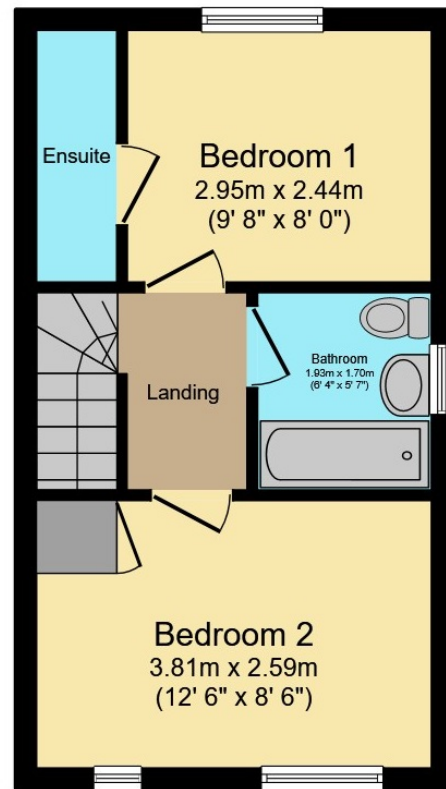 Ensuite
Bedroom 1
2.95m x 2.44m
(9' 8" x 8' 0")
Bathroom
1.93m x 1.70m
(6' 4" x 5' 7")
Landing
Bedroom 2
3.81m x 2.59m
(12' 6" x 8' 6")